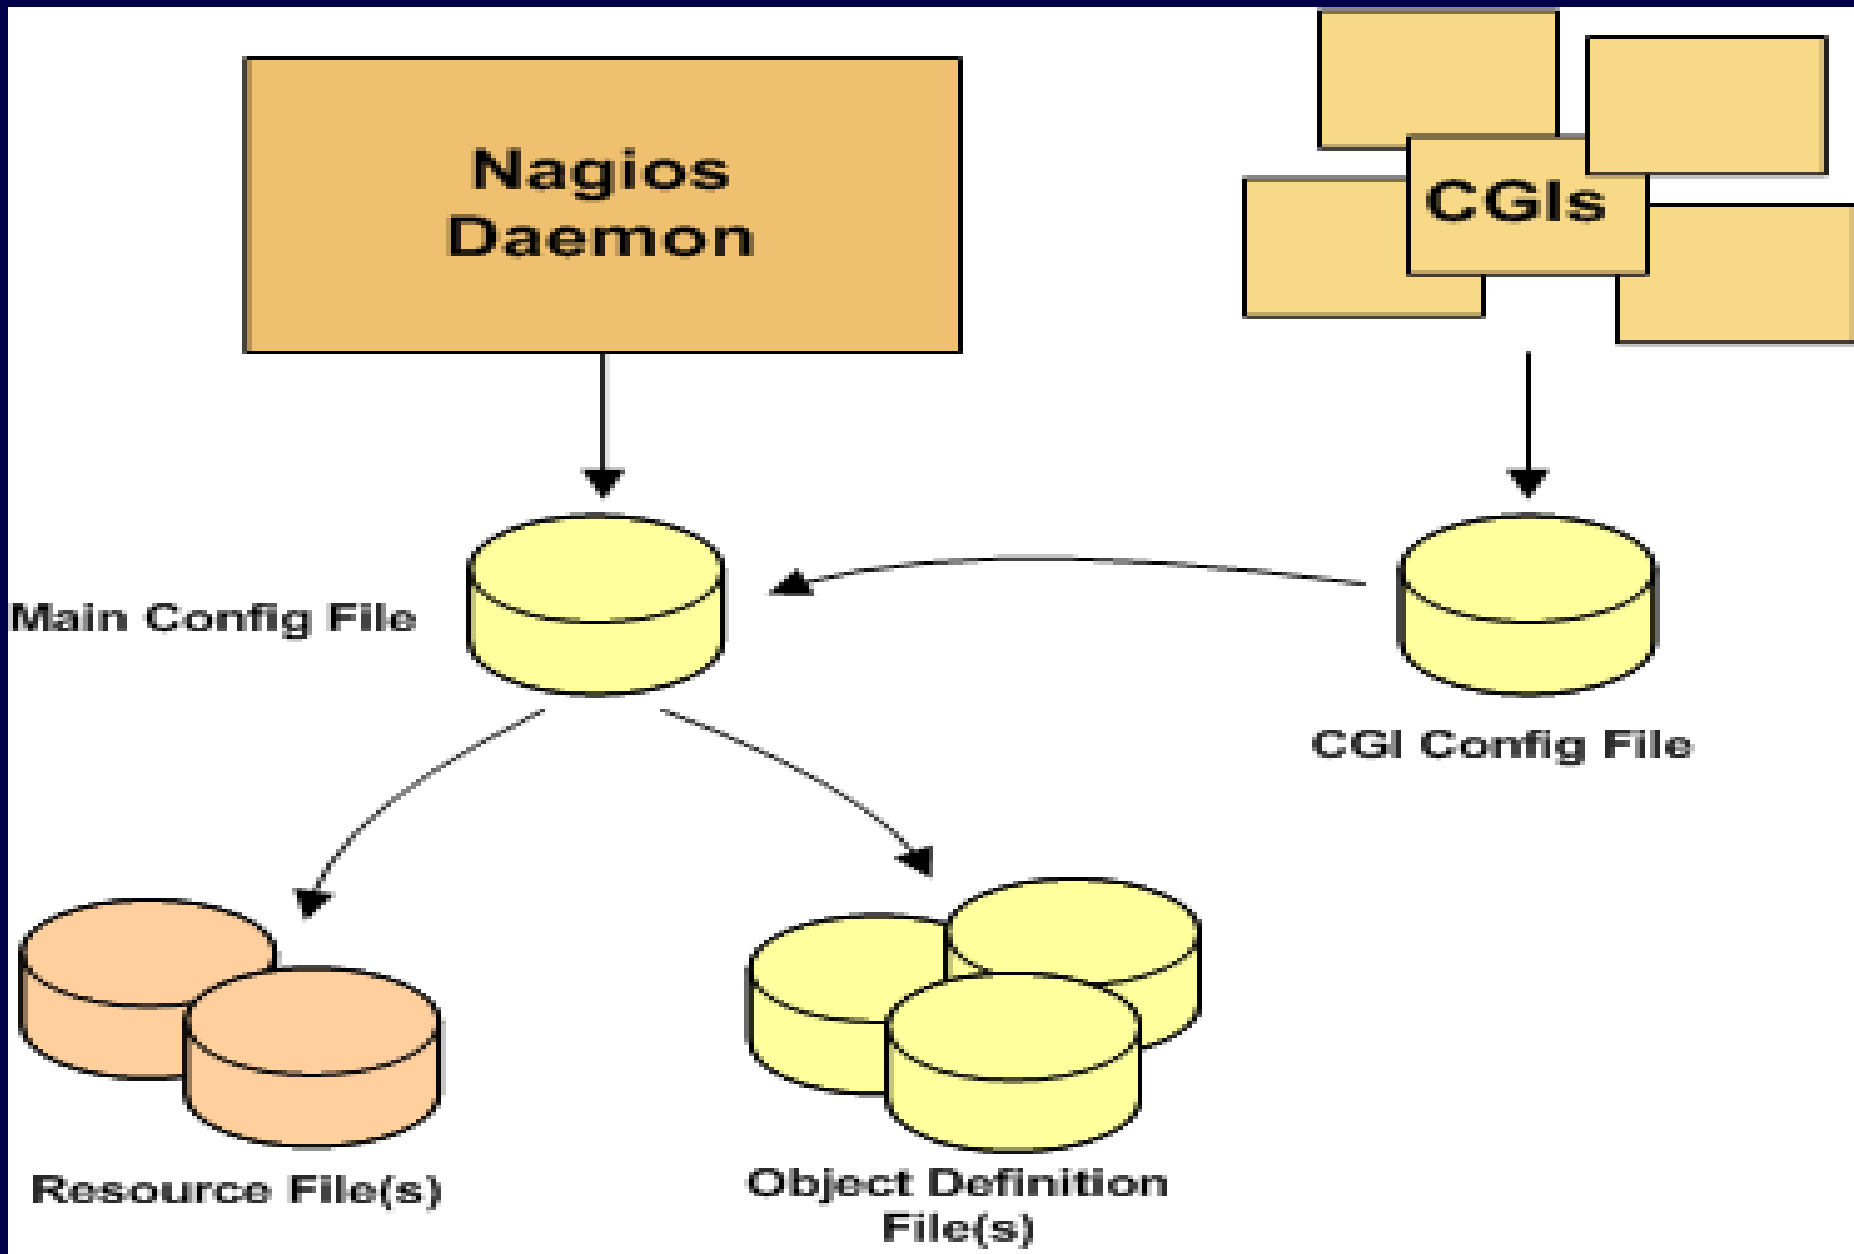 Nagios
Daemon
CGIs
Main Config File
CGI Config File
Resource File(s)
Object Definition
File(s)